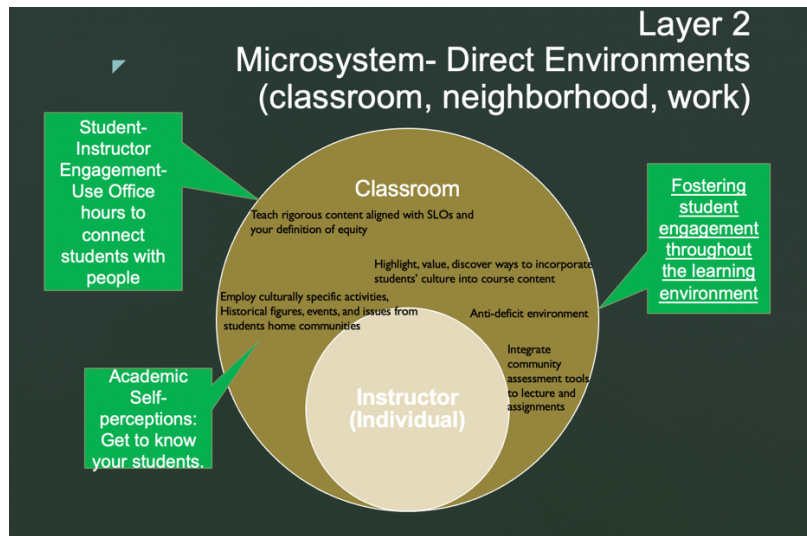 Layer 2
Microsystem- Direct Environments
(classroom, neighborhood, work)
Student-
Instructor
Engagement-
Use Office
hours to
connect
students with
people
Classroom
Teach rigorous content aligned with SLOs and
your definition of equity
Highlight, value, discover ways to incorporate
students' culture into course content
Fostering
student
engagement
throughout
the learning
environment
Employ culturally specific activities,
Historical figures, events, and issues from
students home communities
Anti-deficit environment
Integrate
community
assessment tools
to lecture and
assignments
Academic
Self-
perceptions:
Get to know
your students.
Instructor
(Individual)